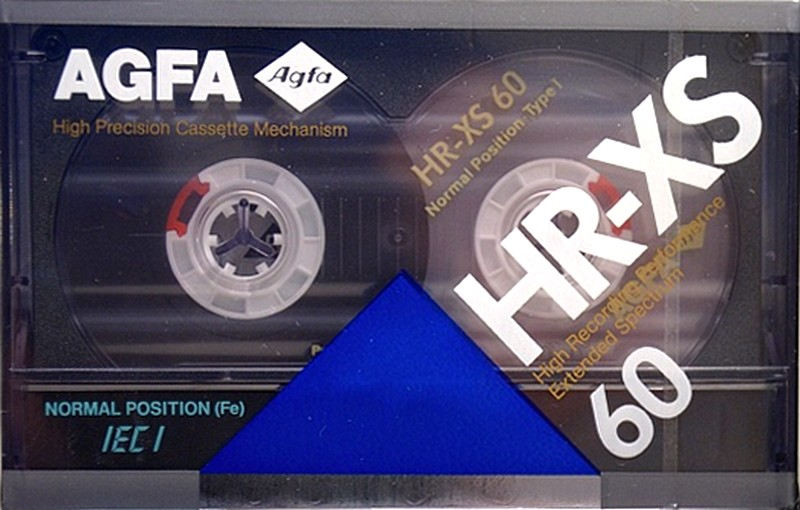 AGFA Agfa
High Precision Cassette Mechanism
HR-XS 60
Normal Position Type I
HR-XS
High Recording Performance
Extended Spectrum
60
NORMAL POSITION (Fe)
IEC I